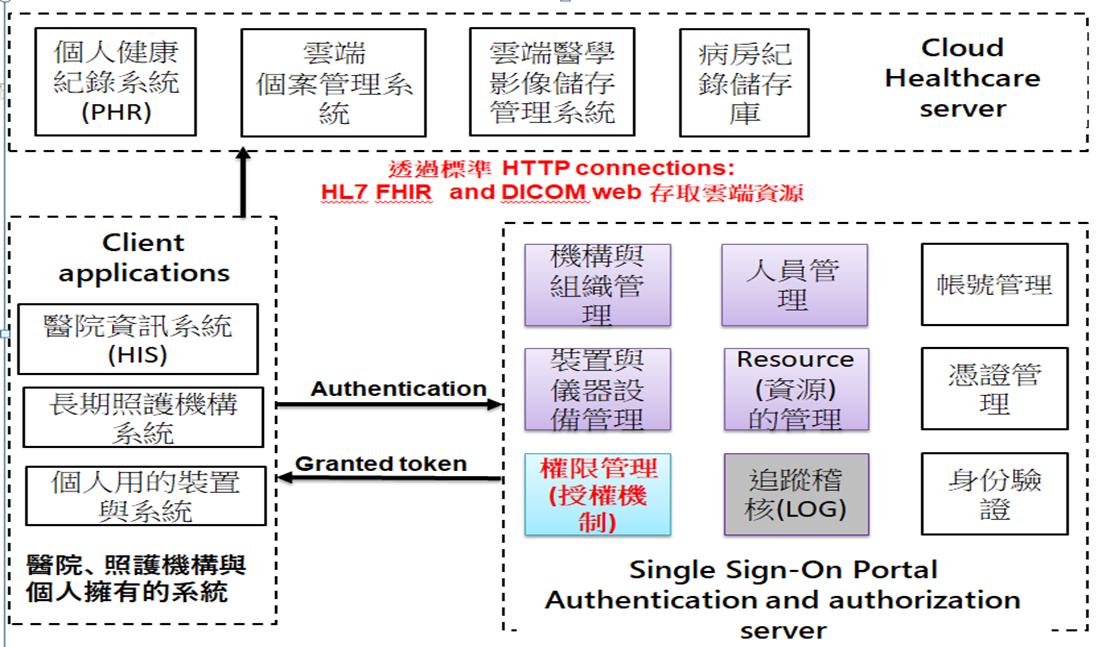 個人健康
紀錄系統
(PHR)
雲端
個案管理系
統
雲端醫學
影像儲存
管理系統
病房紀
錄儲存
庫
Cloud
Healthcare
server
透過標準 HTTP connections:
HL7 FHIR and DICOM web 存取雲端資源
Client
applications
醫院資訊系統
(HIS)
長期照護機構
系統
個人用的裝置
與系統
醫院、照護機構與
個人擁有的系統
Authentication
Granted token
機構與
組織管
理
人員管
理
帳號管理
裝置與
儀器設
備管理
Resource
(資源)
的管理
憑證管
理
權限管理
(授權機
制)
追蹤稽
核(LOG)
身份驗
證
Single Sign-On Portal
Authentication and authorization
server